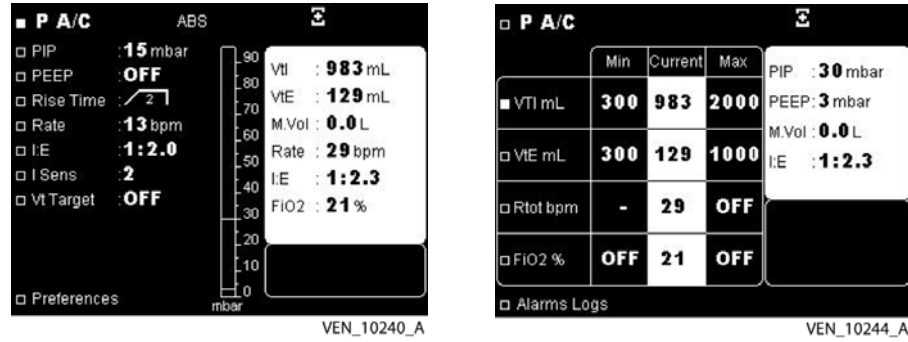 P A/C ABS
PIP :15 mbar
PEEP :OFF
Rise Time : 2
Rate :13 bpm
I:E :1:2.0
I Sens :2
Vt Target :OFF
Preferences
90
80
70
60
50
40
30
20
10
0
mbar
VtI : 983 mL
VtE : 129 mL
M.Vol : 0.0 L
Rate : 29 bpm
I:E : 1:2.3
FiO2 : 21 %
VEN_10240_A
P A/C
Min Current Max
VTI mL 300 983 2000
VtE mL 300 129 1000
Rtot bpm - 29 OFF
FiO2 % OFF 21 OFF
Alarms Logs
PIP : 30 mbar
PEEP: 3 mbar
M.Vol : 0.0 L
I:E :1:2.3
VEN_10244_A